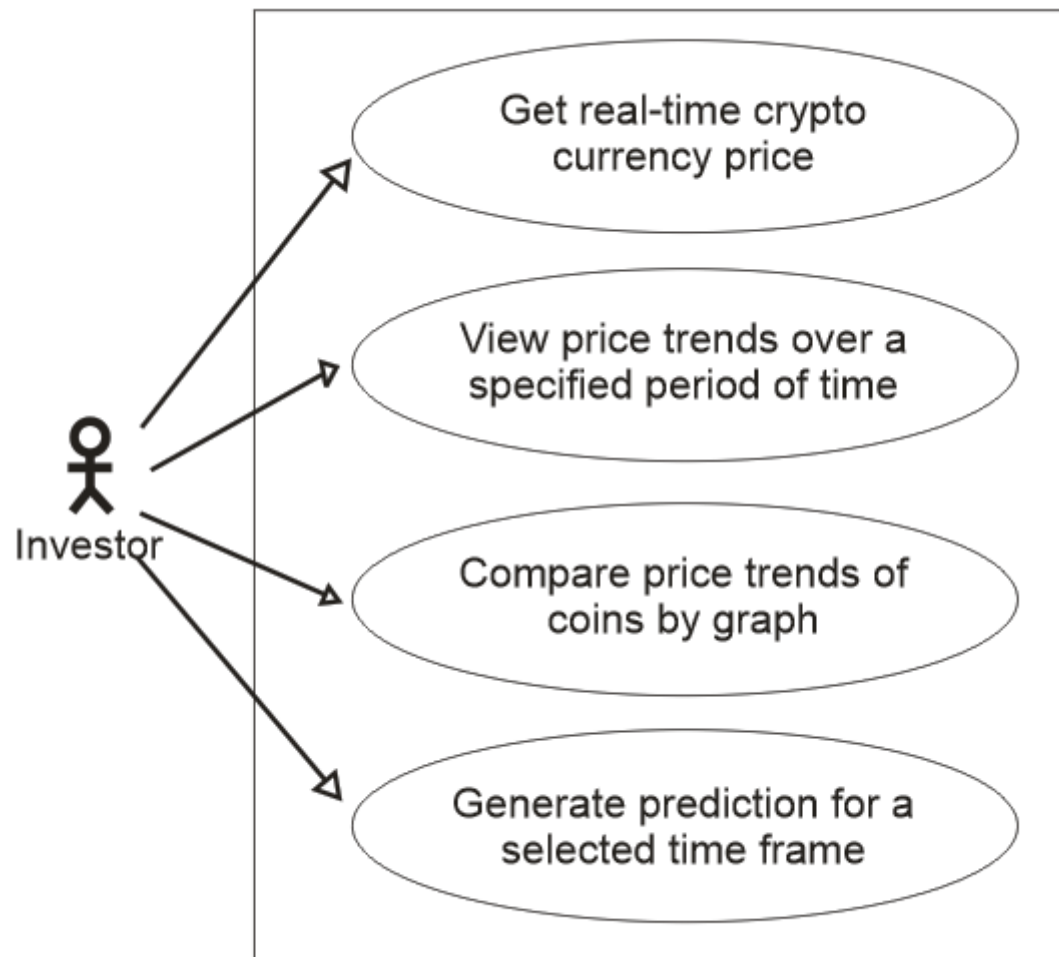 Get real-time crypto
currency price
View price trends over a
specified period of time
Investor
Compare price trends of
coins by graph
Generate prediction for a
selected time frame